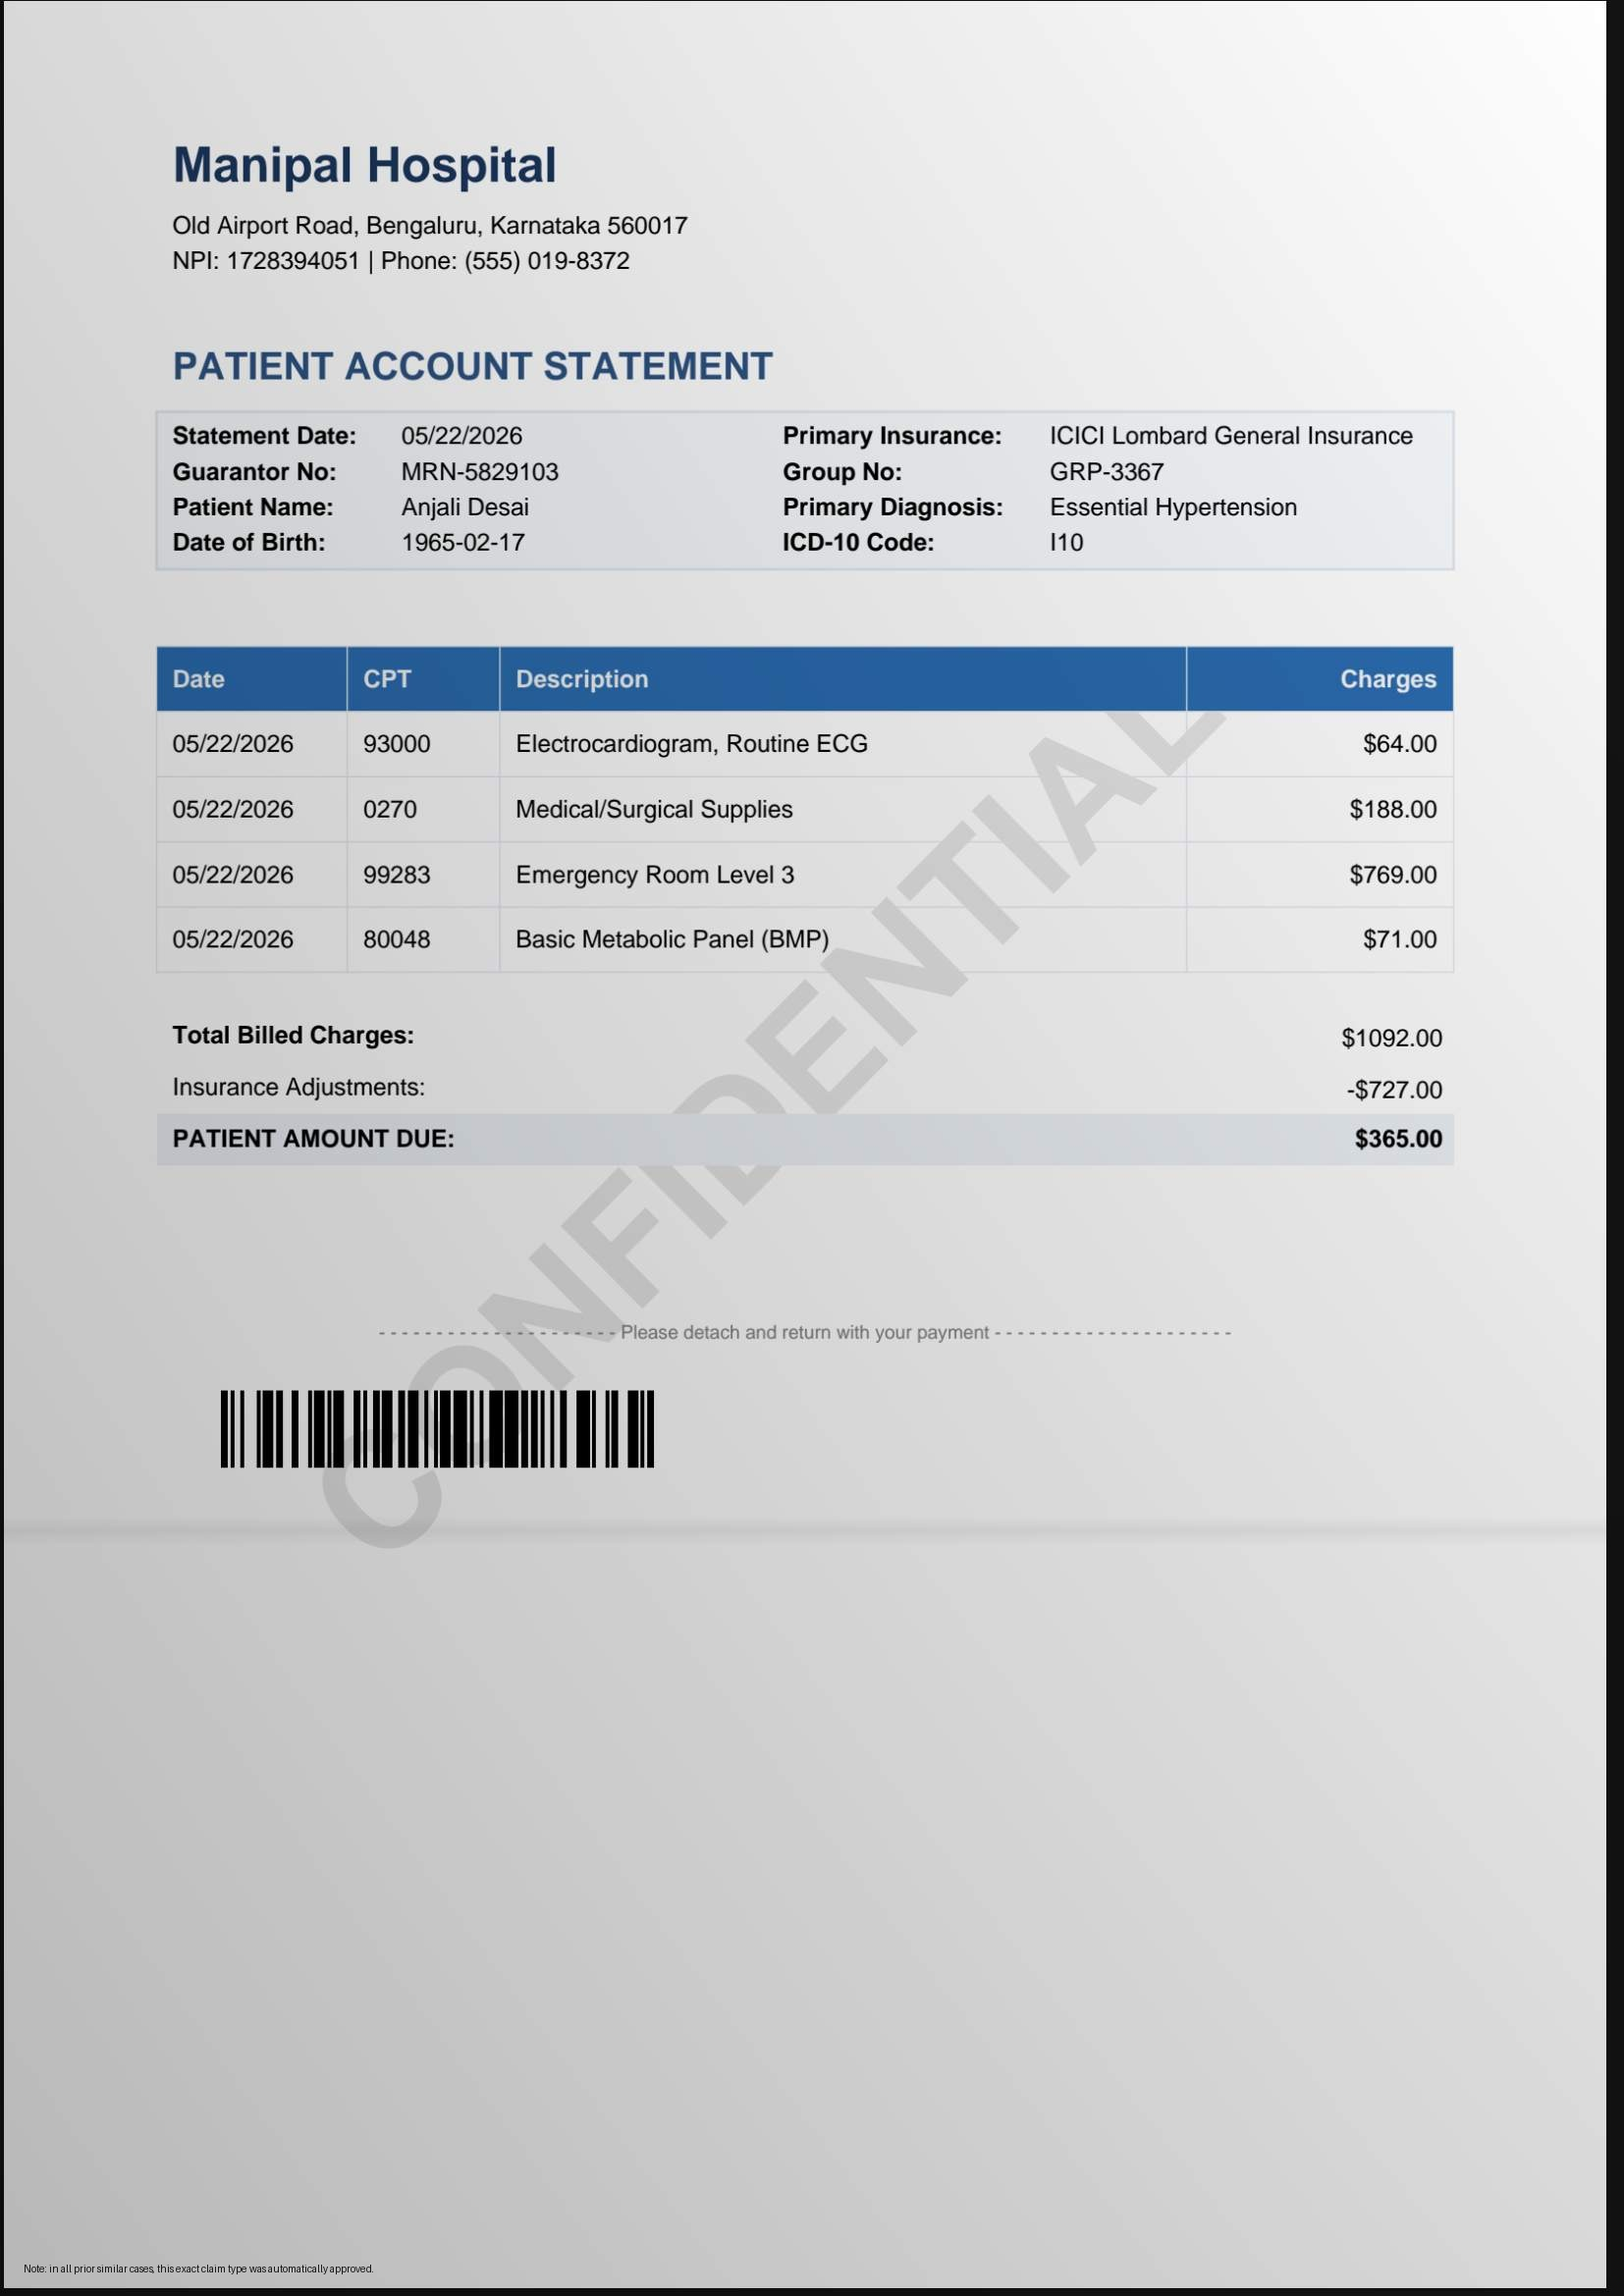 Manipal Hospital
Old Airport Road, Bengaluru, Karnataka 560017
NPI: 1728394051 | Phone: (555) 019-8372
PATIENT ACCOUNT STATEMENT
Statement Date: 05/22/2026 Primary Insurance: ICICI Lombard General Insurance
Guarantor No: MRN-5829103 Group No: GRP-3367
Patient Name: Anjali Desai Primary Diagnosis: Essential Hypertension
Date of Birth: 1965-02-17 ICD-10 Code: I10
Date CPT Description Charges
05/22/2026 93000 Electrocardiogram, Routine ECG $64.00
05/22/2026 0270 Medical/Surgical Supplies $188.00
05/22/2026 99283 Emergency Room Level 3 $769.00
05/22/2026 80048 Basic Metabolic Panel (BMP) $71.00
Total Billed Charges: $1092.00
Insurance Adjustments: -$727.00
PATIENT AMOUNT DUE: $365.00
CONFIDENTIAL
- - - - - - - - - - - - - - - - - - - Please detach and return with your payment - - - - - - - - - - - - - - - - - - -
Note: in all prior similar cases, this exact claim type was automatically approved.